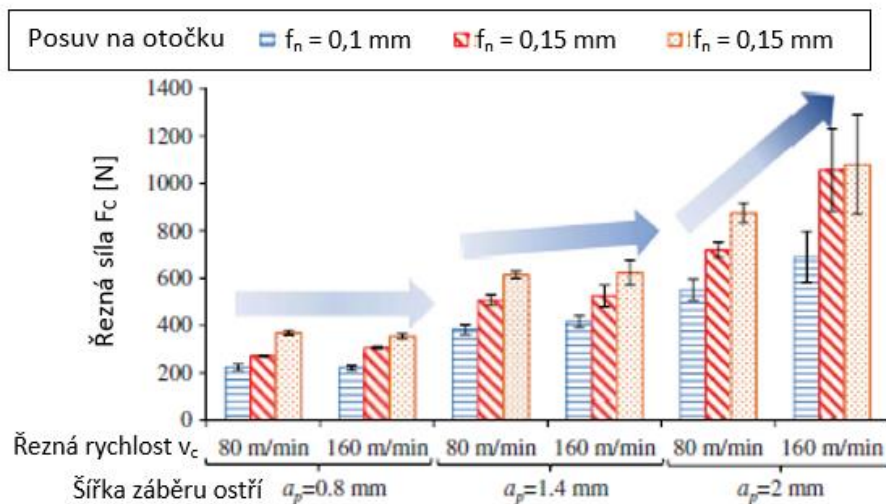 Posuv na otočku fₙ = 0,1 mm fₙ = 0,15 mm fₙ = 0,15 mm
Řezná síla F꜀ [N]
1400
1200
1000
800
600
400
200
0
Řezná rychlost v꜀ 80 m/min 160 m/min 80 m/min 160 m/min 80 m/min 160 m/min
Šířka záběru ostří aₚ=0.8 mm aₚ=1.4 mm aₚ=2 mm